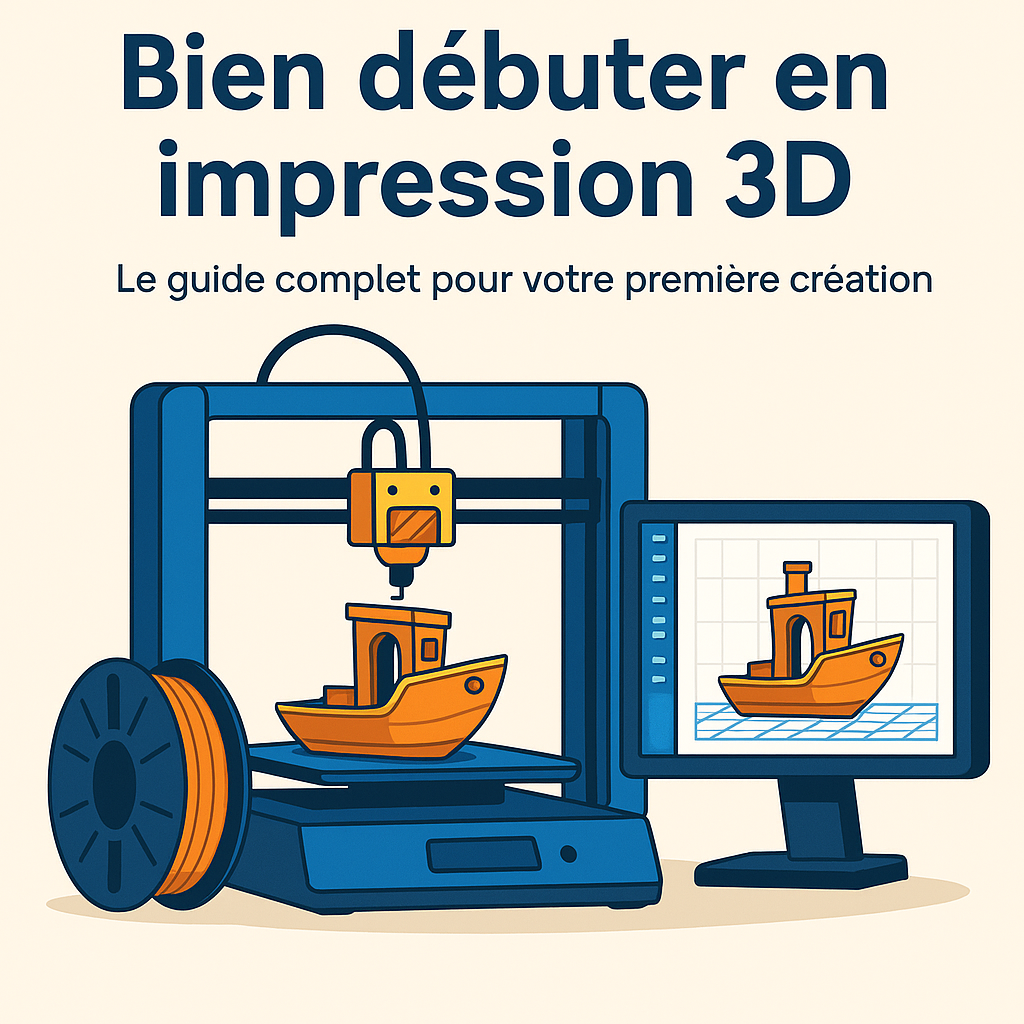 Bien débuter en
impression 3D
Le guide complet pour votre première création